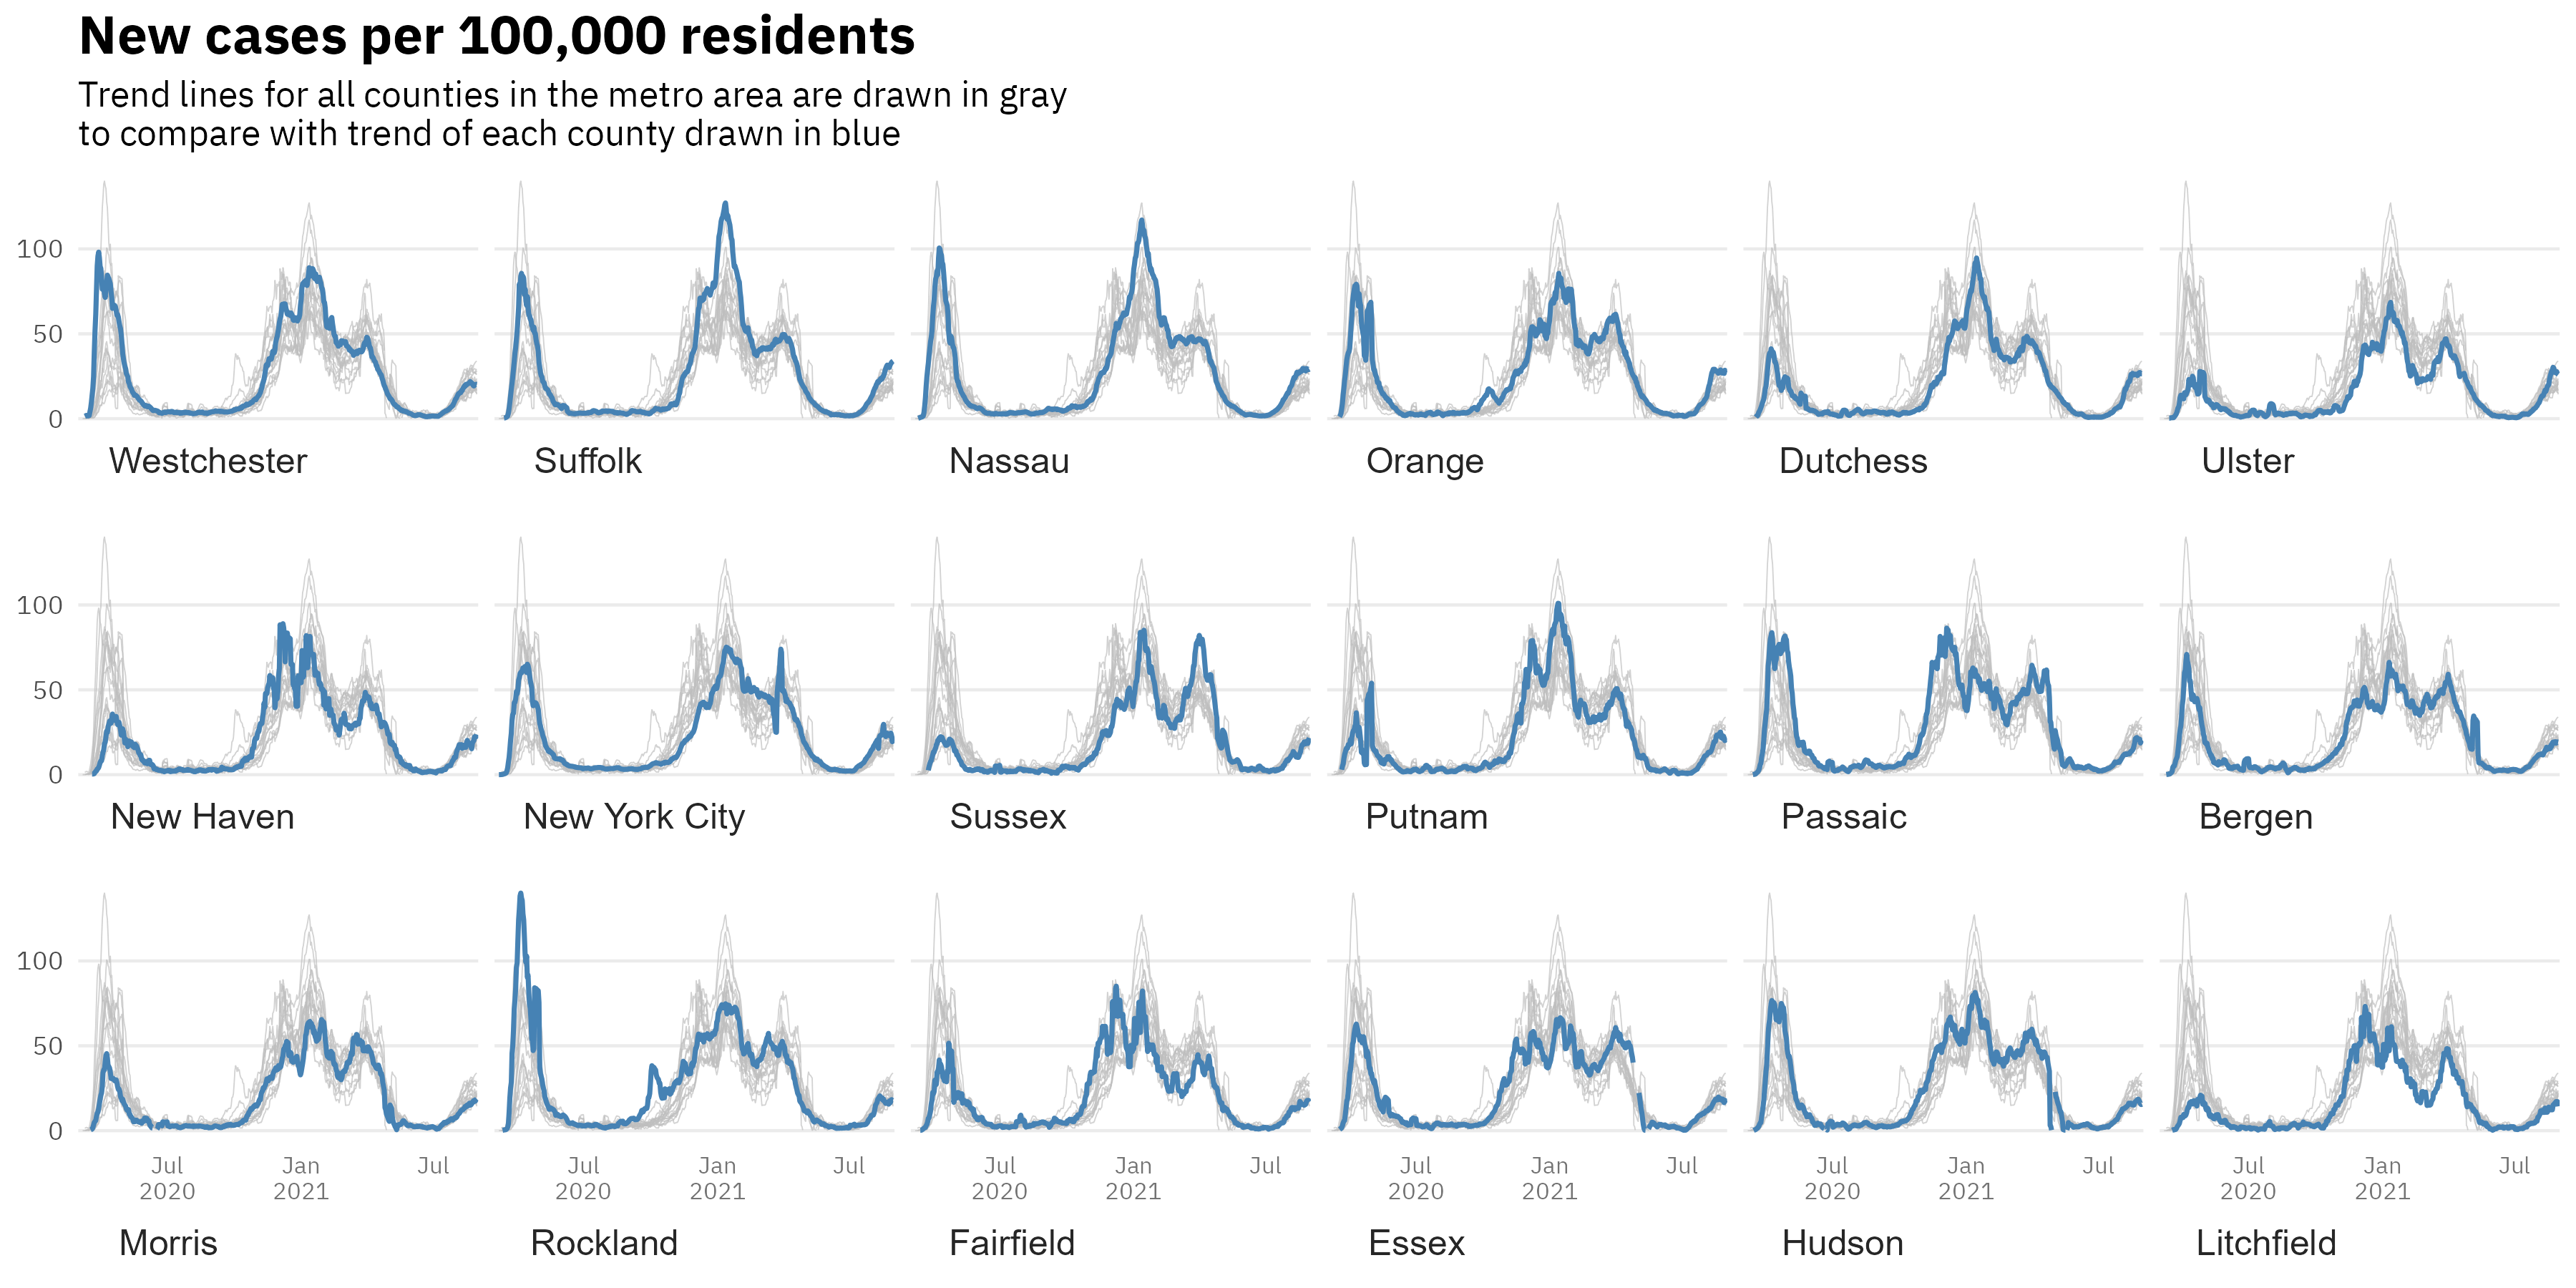 New cases per 100,000 residents
Trend lines for all counties in the metro area are drawn in gray
to compare with trend of each county drawn in blue
100
50
0
Westchester Suffolk Nassau Orange Dutchess Ulster
100
50
0
New Haven New York City Sussex Putnam Passaic Bergen
100
50
0
Jul Jan Jul Jul Jan Jul Jul Jan Jul Jul Jan Jul Jul Jan Jul Jul Jan Jul
2020 2021 2020 2021 2020 2021 2020 2021 2020 2021 2020 2021
Morris Rockland Fairfield Essex Hudson Litchfield